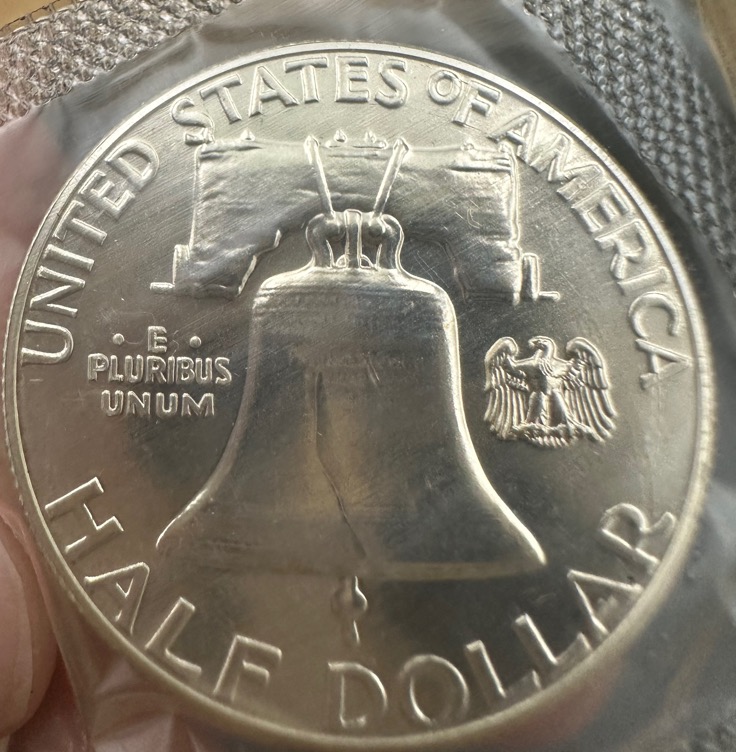 UNITED STATES OF AMERICA
· E ·
PLURIBUS
UNUM
HALF DOLLAR